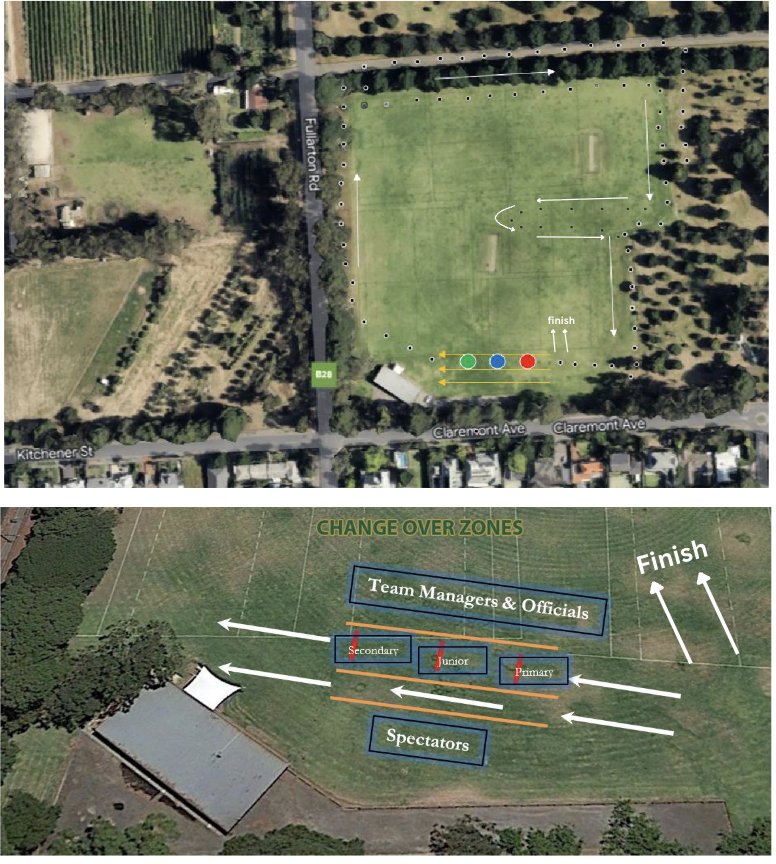 Fullarton Rd
finish
B26
Claremont Ave
Claremont Ave
Kitchener St
CHANGE OVER ZONES
Finish
Team Managers & Officials
Secondary
Junior
Primary
Spectators